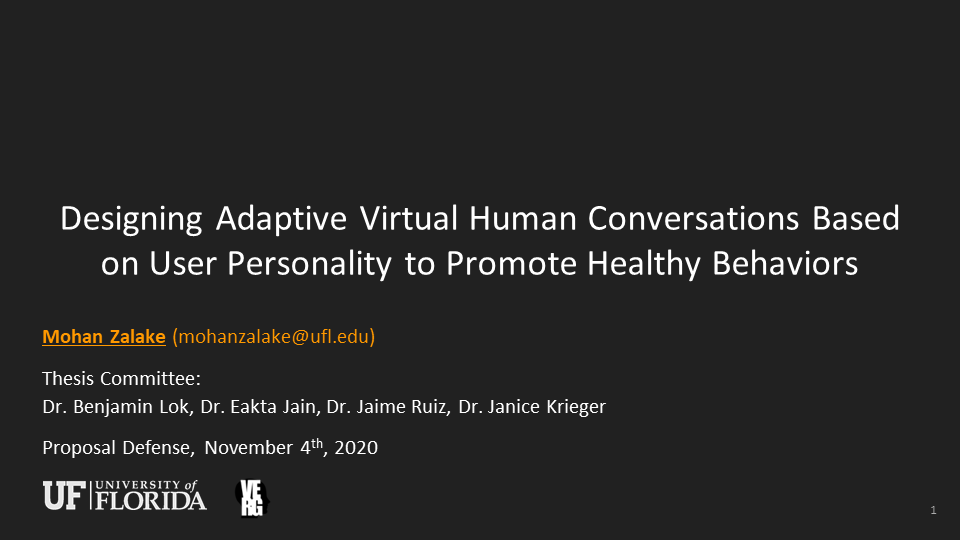 Designing Adaptive Virtual Human Conversations Based
on User Personality to Promote Healthy Behaviors
Mohan Zalake (mohanzalake@ufl.edu)
Thesis Committee:
Dr. Benjamin Lok, Dr. Eakta Jain, Dr. Jaime Ruiz, Dr. Janice Krieger
Proposal Defense, November 4th, 2020
UF UNIVERSITY of
FLORIDA
VE
RG
1